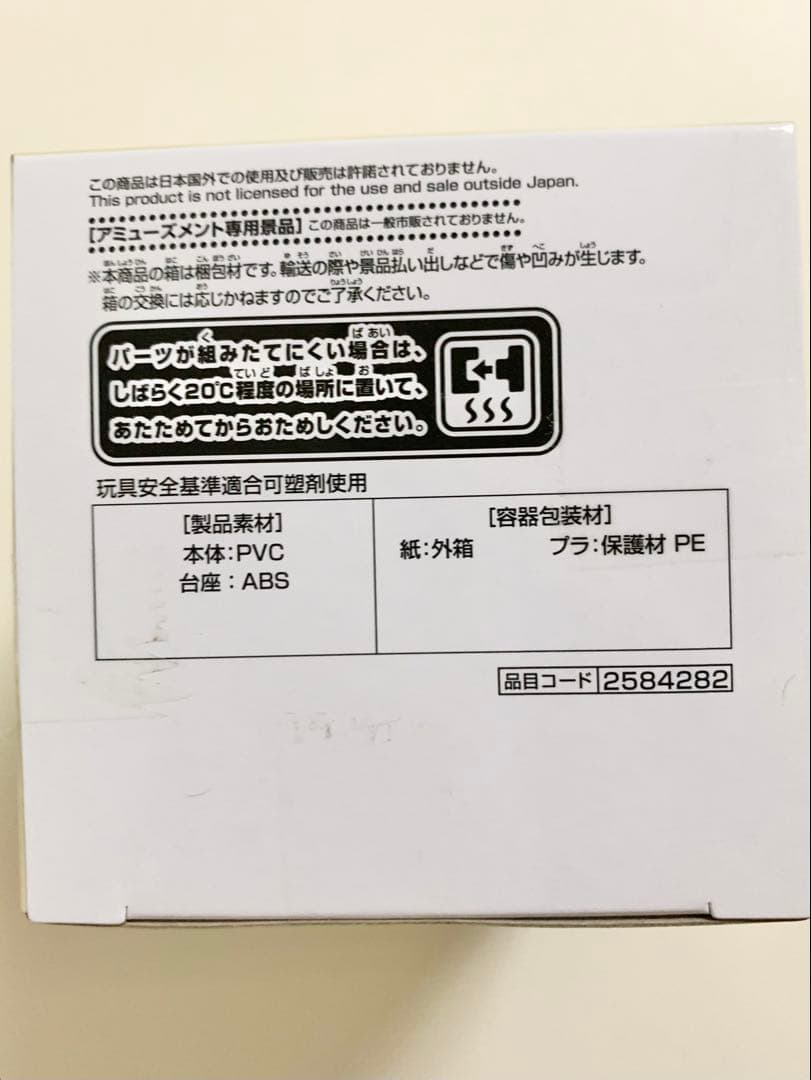 この商品は日本国外での使用及び販売は許諾されておりません。
This product is not licensed for the use and sale outside Japan.
[アミューズメント専用景品] この商品は一般市販されておりません。
※本商品の箱は梱包材です。輸送の際や景品払い出しなどで傷や凹みが生じます。
箱の交換には応じかねますのでご了承ください。
パーツが組みたてにくい場合は、
しばらく20℃程度の場所に置いて、
あたためてからおためしください。
玩具安全基準適合可塑剤使用
[製品素材]
本体:PVC
台座:ABS
[容器包装材]
紙:外箱 プラ:保護材 PE
品目コード 2584282